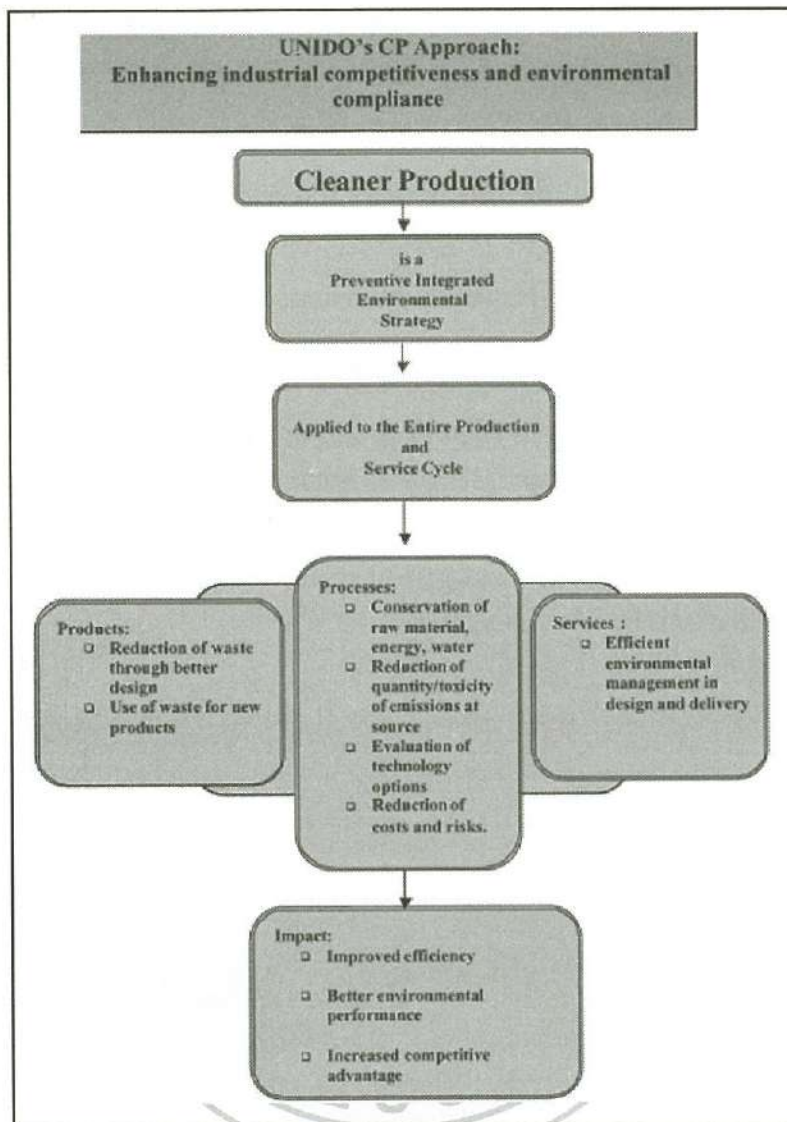 UNIDO's CP Approach:
Enhancing industrial competitiveness and environmental
compliance
Cleaner Production
is a
Preventive Integrated
Environmental
Strategy
Applied to the Entire Production
and
Service Cycle
Products:
❑ Reduction of waste
through better
design
❑ Use of waste for new
products
Processes:
❑ Conservation of
raw material,
energy, water
❑ Reduction of
quantity/toxicity
of emissions at
source
❑ Evaluation of
technology
options
❑ Reduction of
costs and risks.
Services :
❑ Efficient
environmental
management in
design and delivery
Impact:
❑ Improved efficiency
❑ Better environmental
performance
❑ Increased competitive
advantage